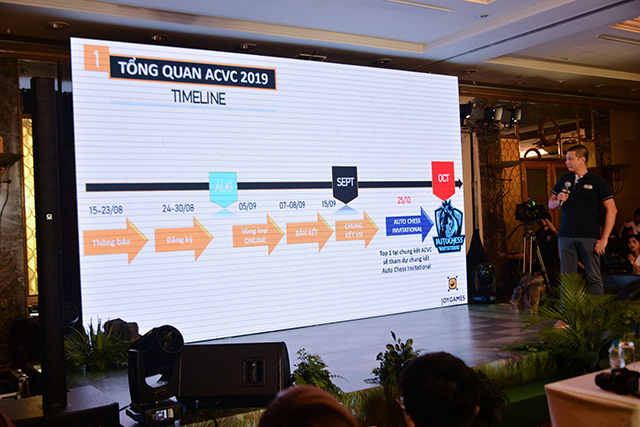 1
TỔNG QUAN ACVC 2019
TIMELINE
AUG
SEPT
OCT
15-23/08
24-30/08
05/09
07-08/09
15/09
25/10
Thông báo
Đăng ký
Vòng loại
ONLINE
BÁN KẾT
CHUNG
KẾT VN
AUTO CHESS
INVITATIONAL
AUTO CHESS
INVITATIONAL
Top 1 tại chung kết ACVC
sẽ tham dự chung kết
Auto Chess Invitational
JOYGAMES